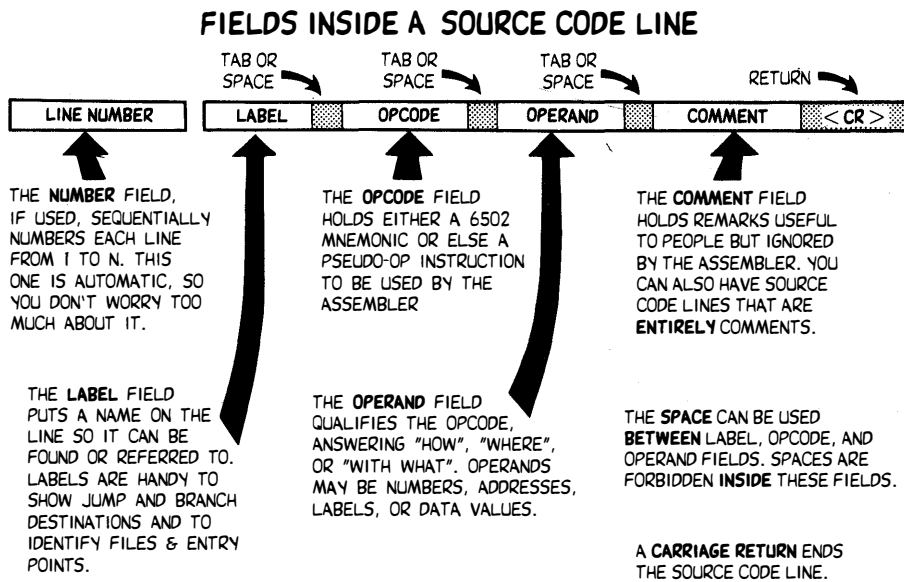 FIELDS INSIDE A SOURCE CODE LINE
TAB OR
SPACE
TAB OR
SPACE
TAB OR
SPACE
RETURN
LINE NUMBER
LABEL
OPCODE
OPERAND
COMMENT
< CR >
THE NUMBER FIELD,
IF USED, SEQUENTIALLY
NUMBERS EACH LINE
FROM 1 TO N. THIS
ONE IS AUTOMATIC, SO
YOU DON'T WORRY TOO
MUCH ABOUT IT.
THE OPCODE FIELD
HOLDS EITHER A 6502
MNEMONIC OR ELSE A
PSEUDO-OP INSTRUCTION
TO BE USED BY THE
ASSEMBLER
THE COMMENT FIELD
HOLDS REMARKS USEFUL
TO PEOPLE BUT IGNORED
BY THE ASSEMBLER. YOU
CAN ALSO HAVE SOURCE
CODE LINES THAT ARE
ENTIRELY COMMENTS.
THE LABEL FIELD
PUTS A NAME ON THE
LINE SO IT CAN BE
FOUND OR REFERRED TO.
LABELS ARE HANDY TO
SHOW JUMP AND BRANCH
DESTINATIONS AND TO
IDENTIFY FILES & ENTRY
POINTS.
THE OPERAND FIELD
QUALIFIES THE OPCODE,
ANSWERING "HOW", "WHERE",
OR "WITH WHAT". OPERANDS
MAY BE NUMBERS, ADDRESSES,
LABELS, OR DATA VALUES.
THE SPACE CAN BE USED
BETWEEN LABEL, OPCODE, AND
OPERAND FIELDS. SPACES ARE
FORBIDDEN INSIDE THESE FIELDS.
A CARRIAGE RETURN ENDS
THE SOURCE CODE LINE.